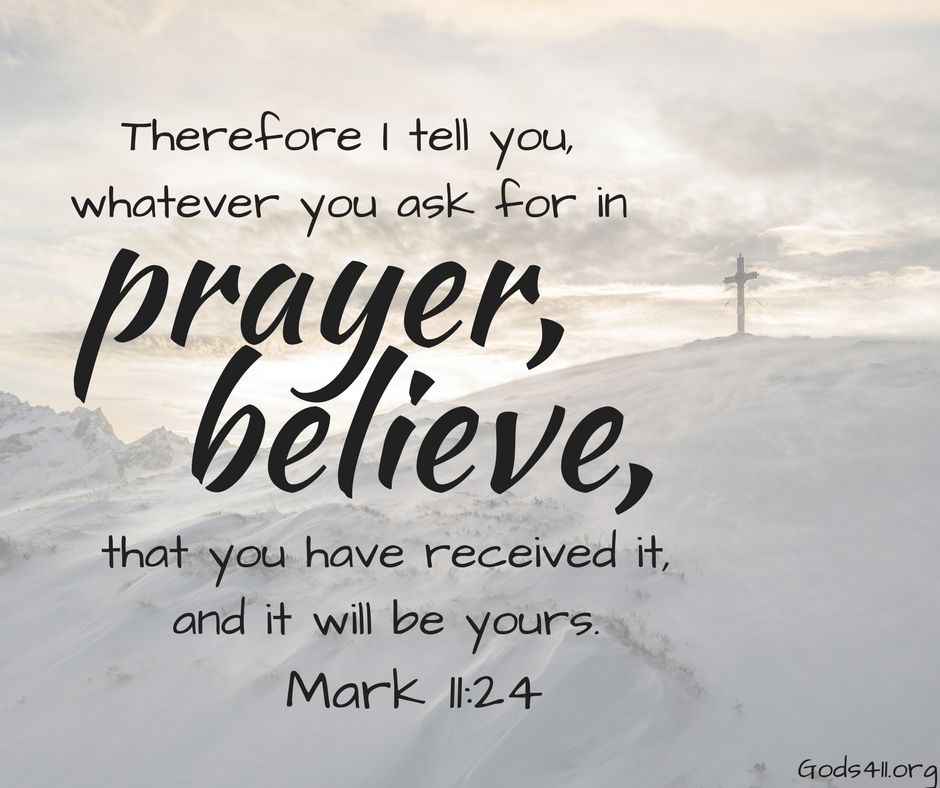 Therefore I tell you,
whatever you ask for in
prayer,
believe,
that you have received it,
and it will be yours.
Mark 11:24
Gods411.org